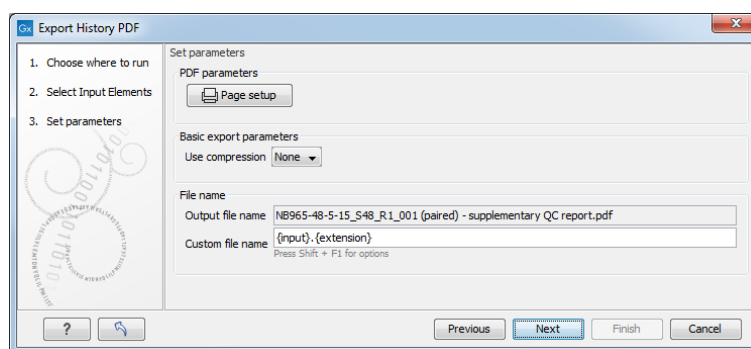 Gx Export History PDF
X
1. Choose where to run
2. Select Input Elements
3. Set parameters
Set parameters
PDF parameters
Page setup
Basic export parameters
Use compression None
File name
Output file name NB965-48-5-15_S48_R1_001 (paired) - supplementary QC report.pdf
Custom file name {input}.{extension}
Press Shift + F1 for options
? Previous Next Finish Cancel